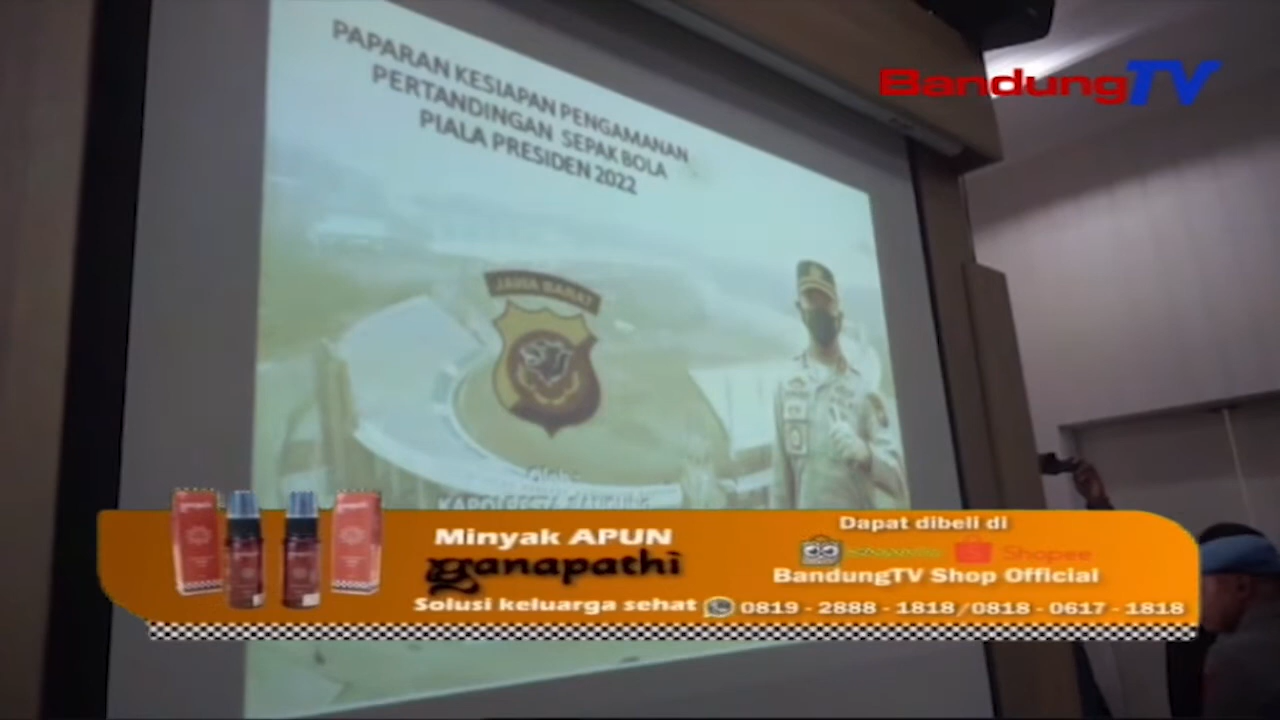 PAPARAN KESIAPAN PENGAMANAN
PERTANDINGAN SEPAK BOLA
PIALA PRESIDEN 2022
BandungTV
JAWA BARAT
Oleh:
Minyak APUN
ganapathi
Solusi keluarga sehat
Dapat dibeli di
Shopee
BandungTV Shop Official
0819 - 2888 - 1818/0818 - 0617 - 1818